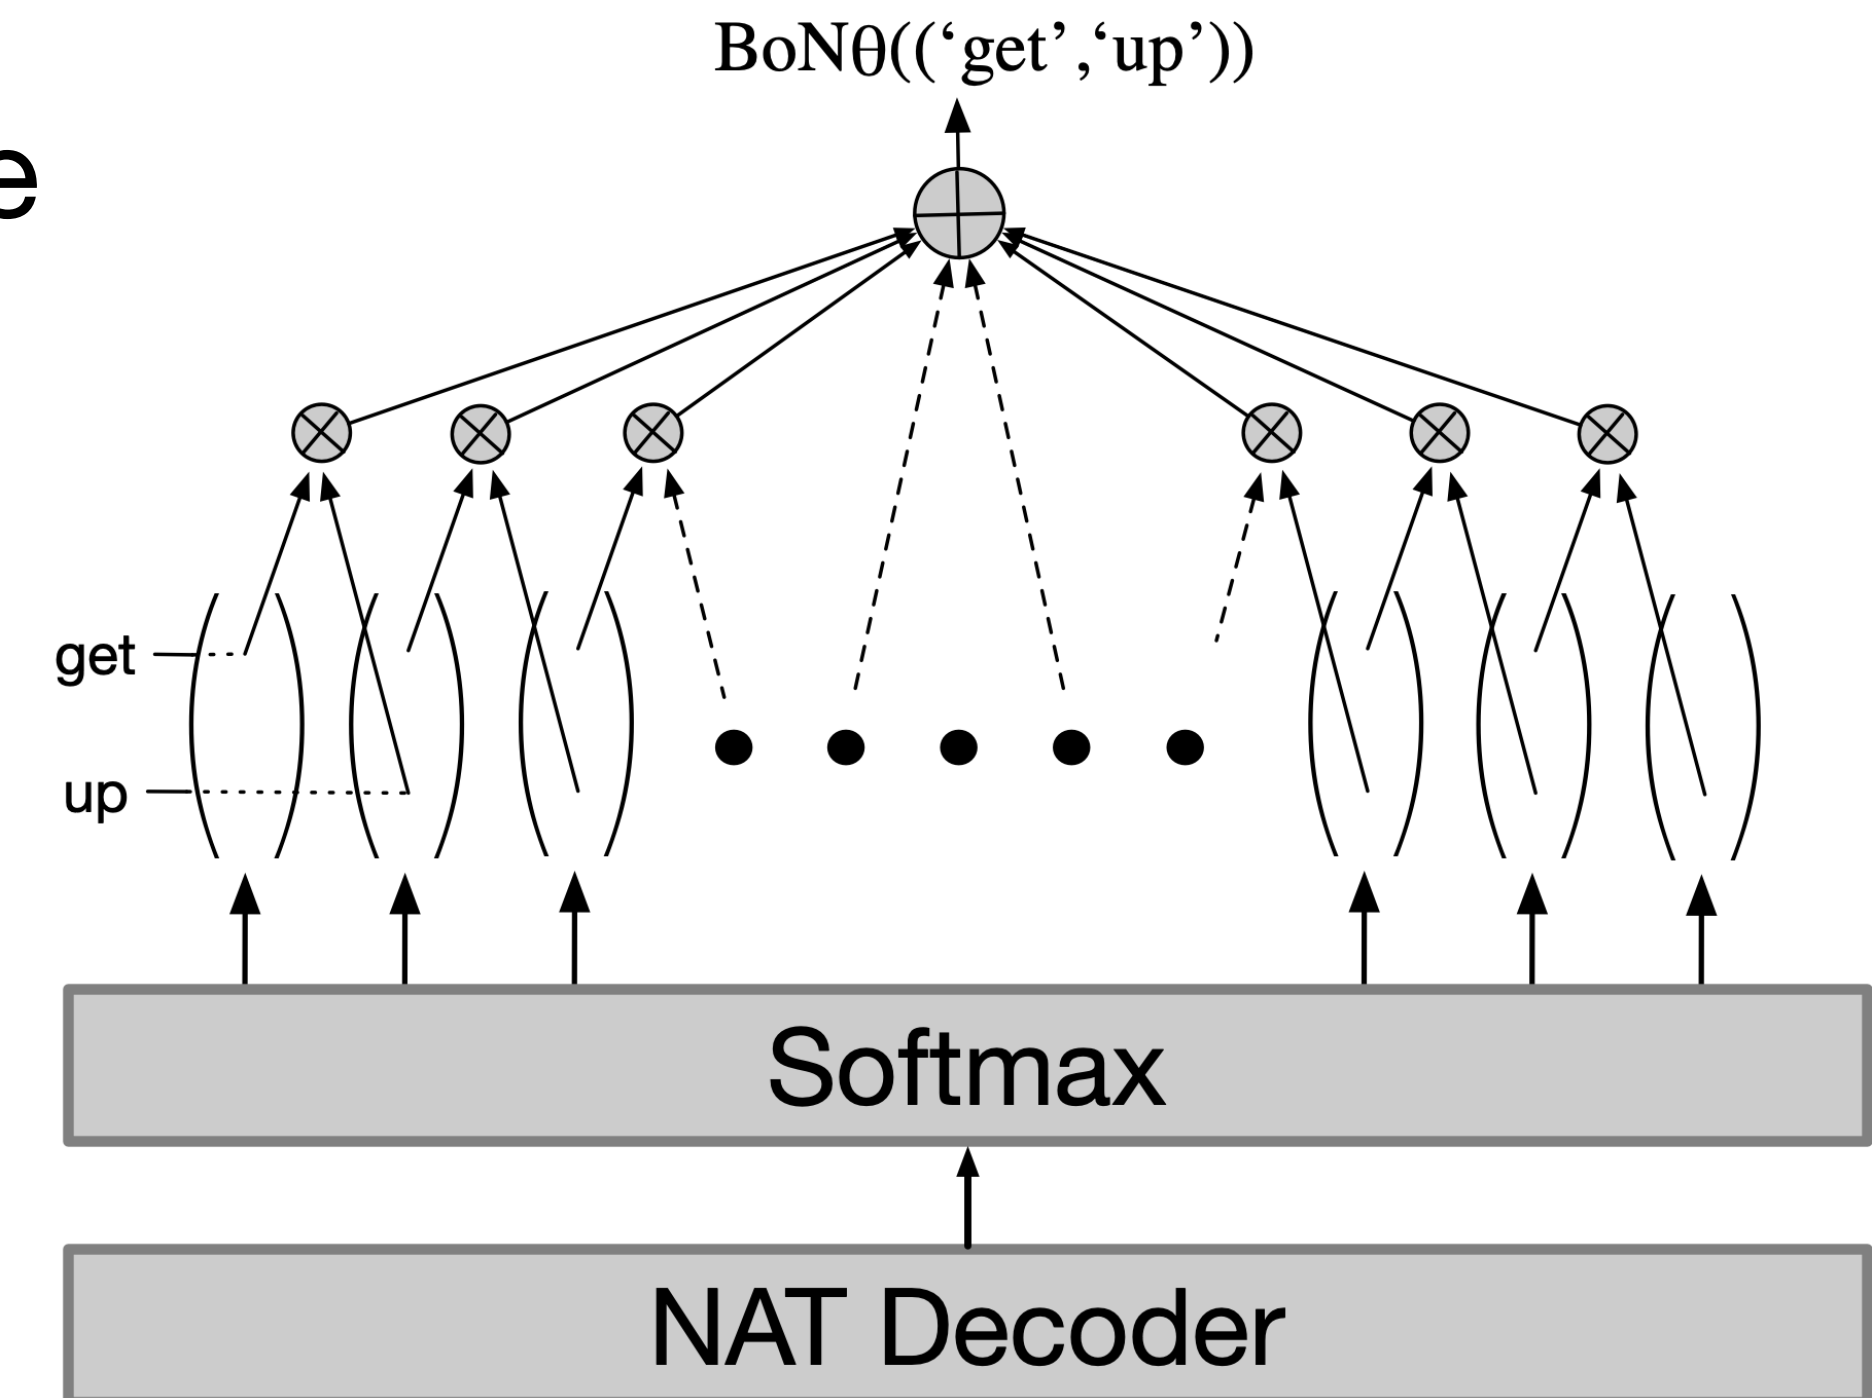 BoNθ((‘get’,‘up’))
e
get
up
Softmax
NAT Decoder